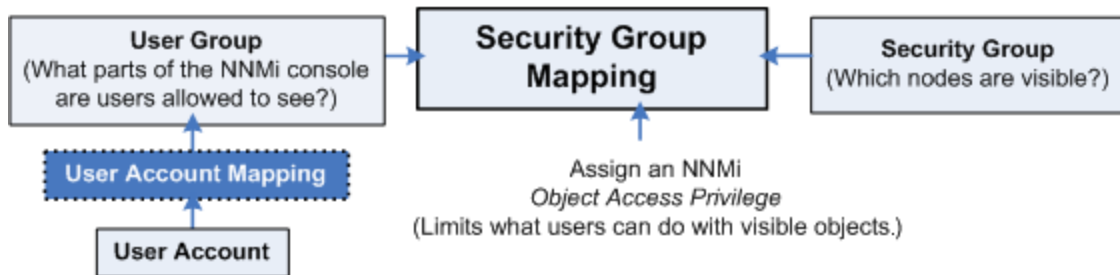 User Group
(What parts of the NNMi console
are users allowed to see?)
Security Group
Mapping
Security Group
(Which nodes are visible?)
User Account Mapping
User Account
Assign an NNMi
Object Access Privilege
(Limits what users can do with visible objects.)